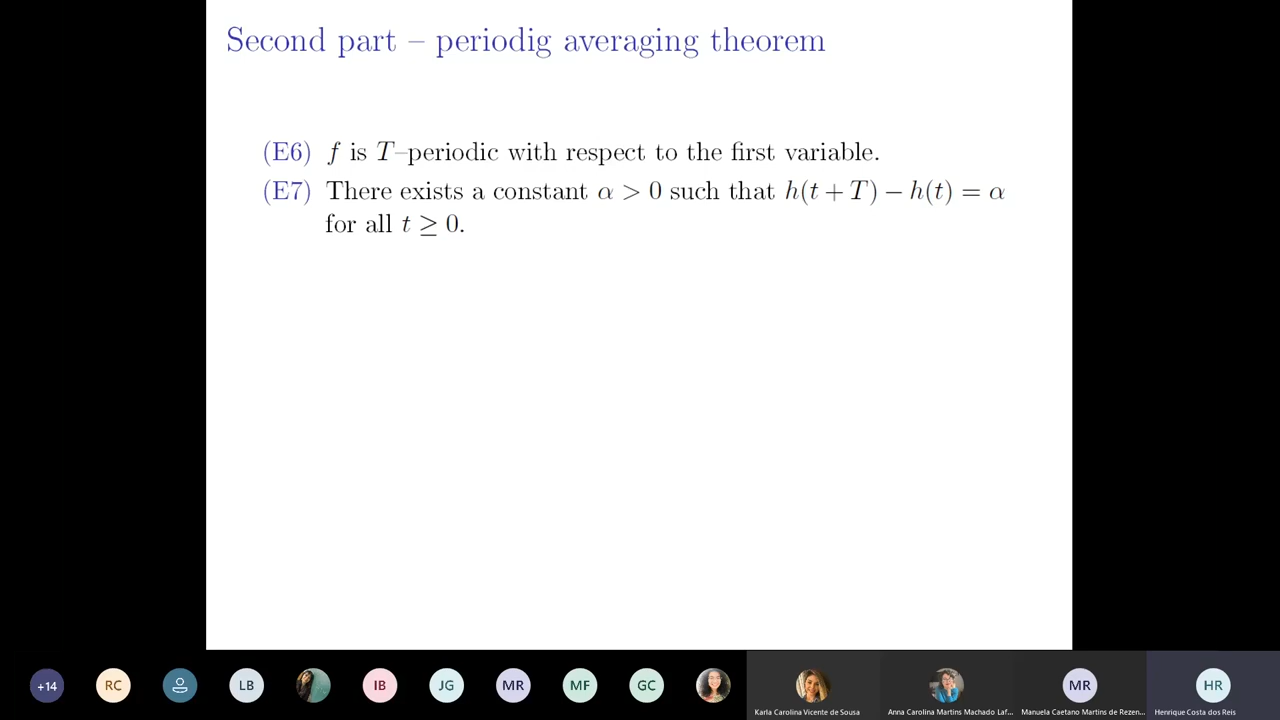 Second part – periodig averaging theorem
(E6) f is T–periodic with respect to the first variable.
(E7) There exists a constant α > 0 such that h(t + T) − h(t) = α
for all t ≥ 0.
+14 RC LB IB JG MR MF GC MR HR
Karla Carolina Vicente de Sousa Anna Carolina Martins Machado Laf... Manuela Caetano Martins de Rezen... Henrique Costa dos Reis